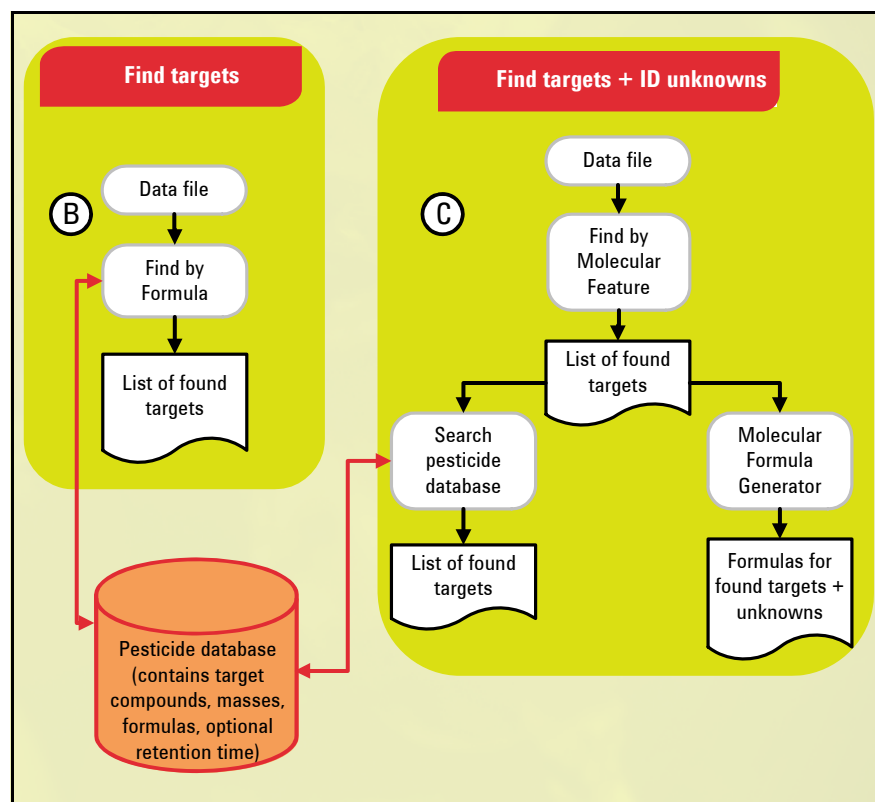 Find targets
B
Data file
Find by
Formula
List of found
targets
Find targets + ID unknowns
C
Data file
Find by
Molecular
Feature
List of found
targets
Search
pesticide
database
List of found
targets
Molecular
Formula
Generator
Formulas for
found targets +
unknowns
Pesticide database
(contains target
compounds, masses,
formulas, optional
retention time)